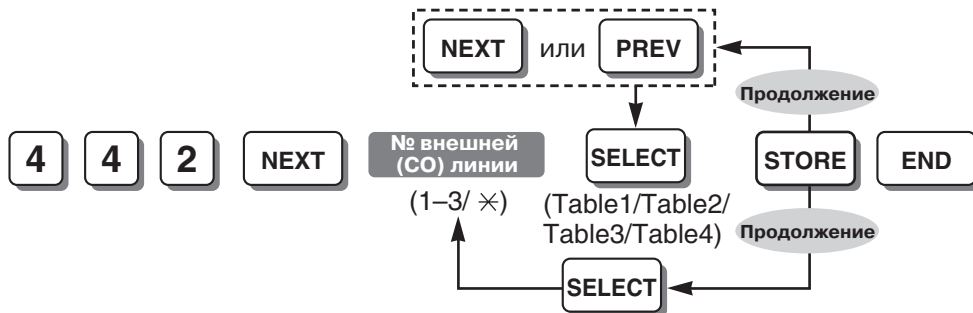 NEXT или PREV
Продолжение
4 4 2 NEXT № внешней (CO) линии SELECT STORE END
(1–3/ ✳) (Table1/Table2/
Table3/Table4)
Продолжение
SELECT